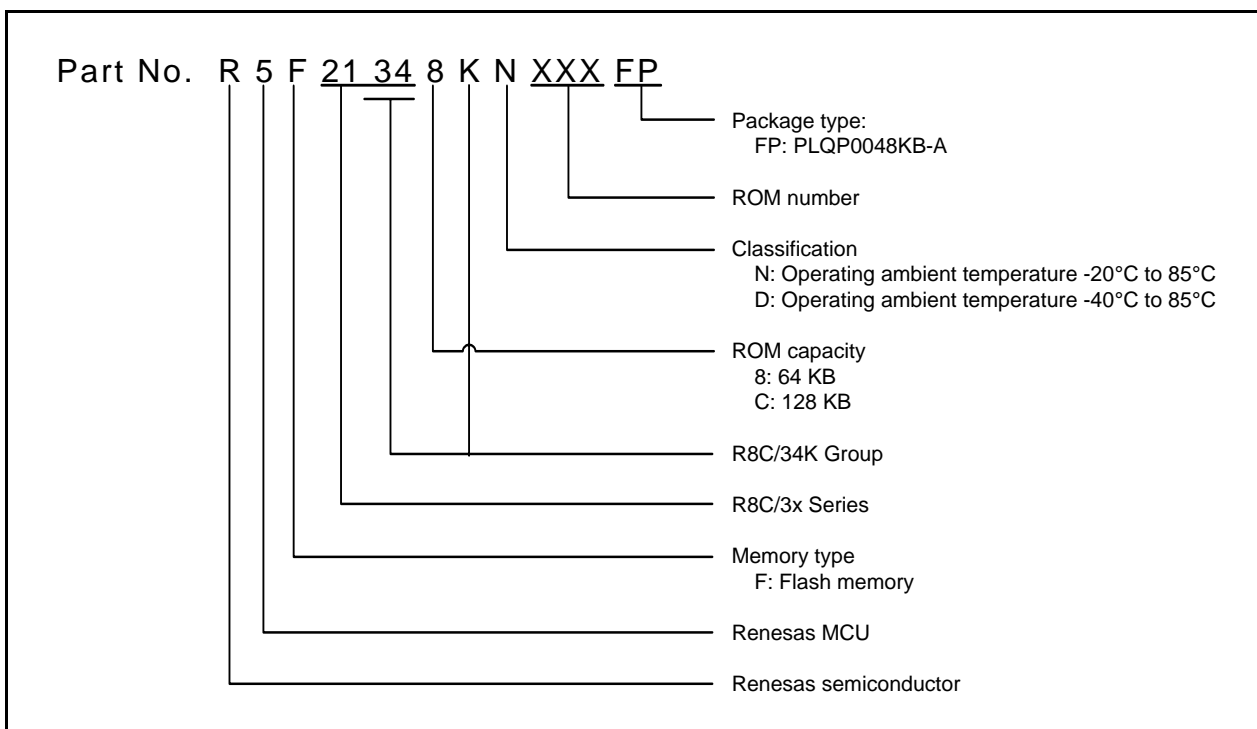 Part No. R 5 F 21 34 8 K N XXX FP
Package type:
FP: PLQP0048KB-A
ROM number
Classification
N: Operating ambient temperature -20°C to 85°C
D: Operating ambient temperature -40°C to 85°C
ROM capacity
8: 64 KB
C: 128 KB
R8C/34K Group
R8C/3x Series
Memory type
F: Flash memory
Renesas MCU
Renesas semiconductor